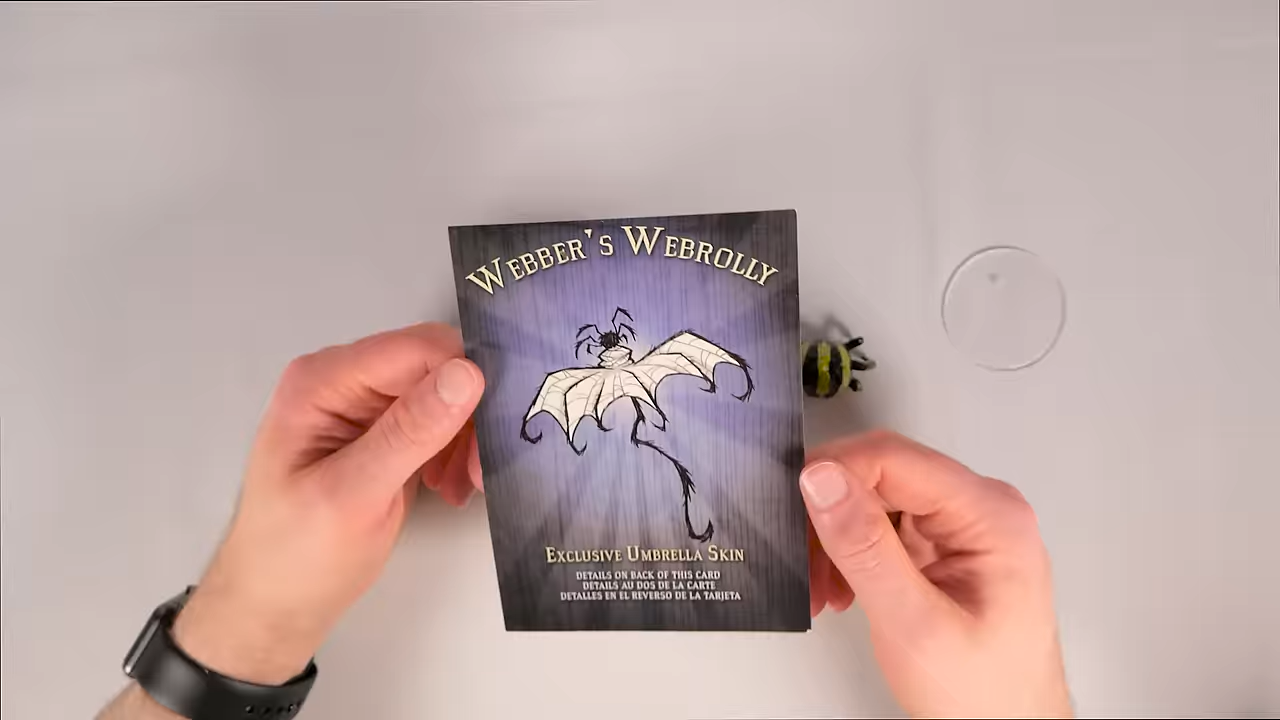 Webber's Webrolly
Exclusive Umbrella Skin
DETAILS ON BACK OF THIS CARD
DÉTAILS AU DOS DE LA CARTE
DETALLES EN EL REVERSO DE LA TARJETA